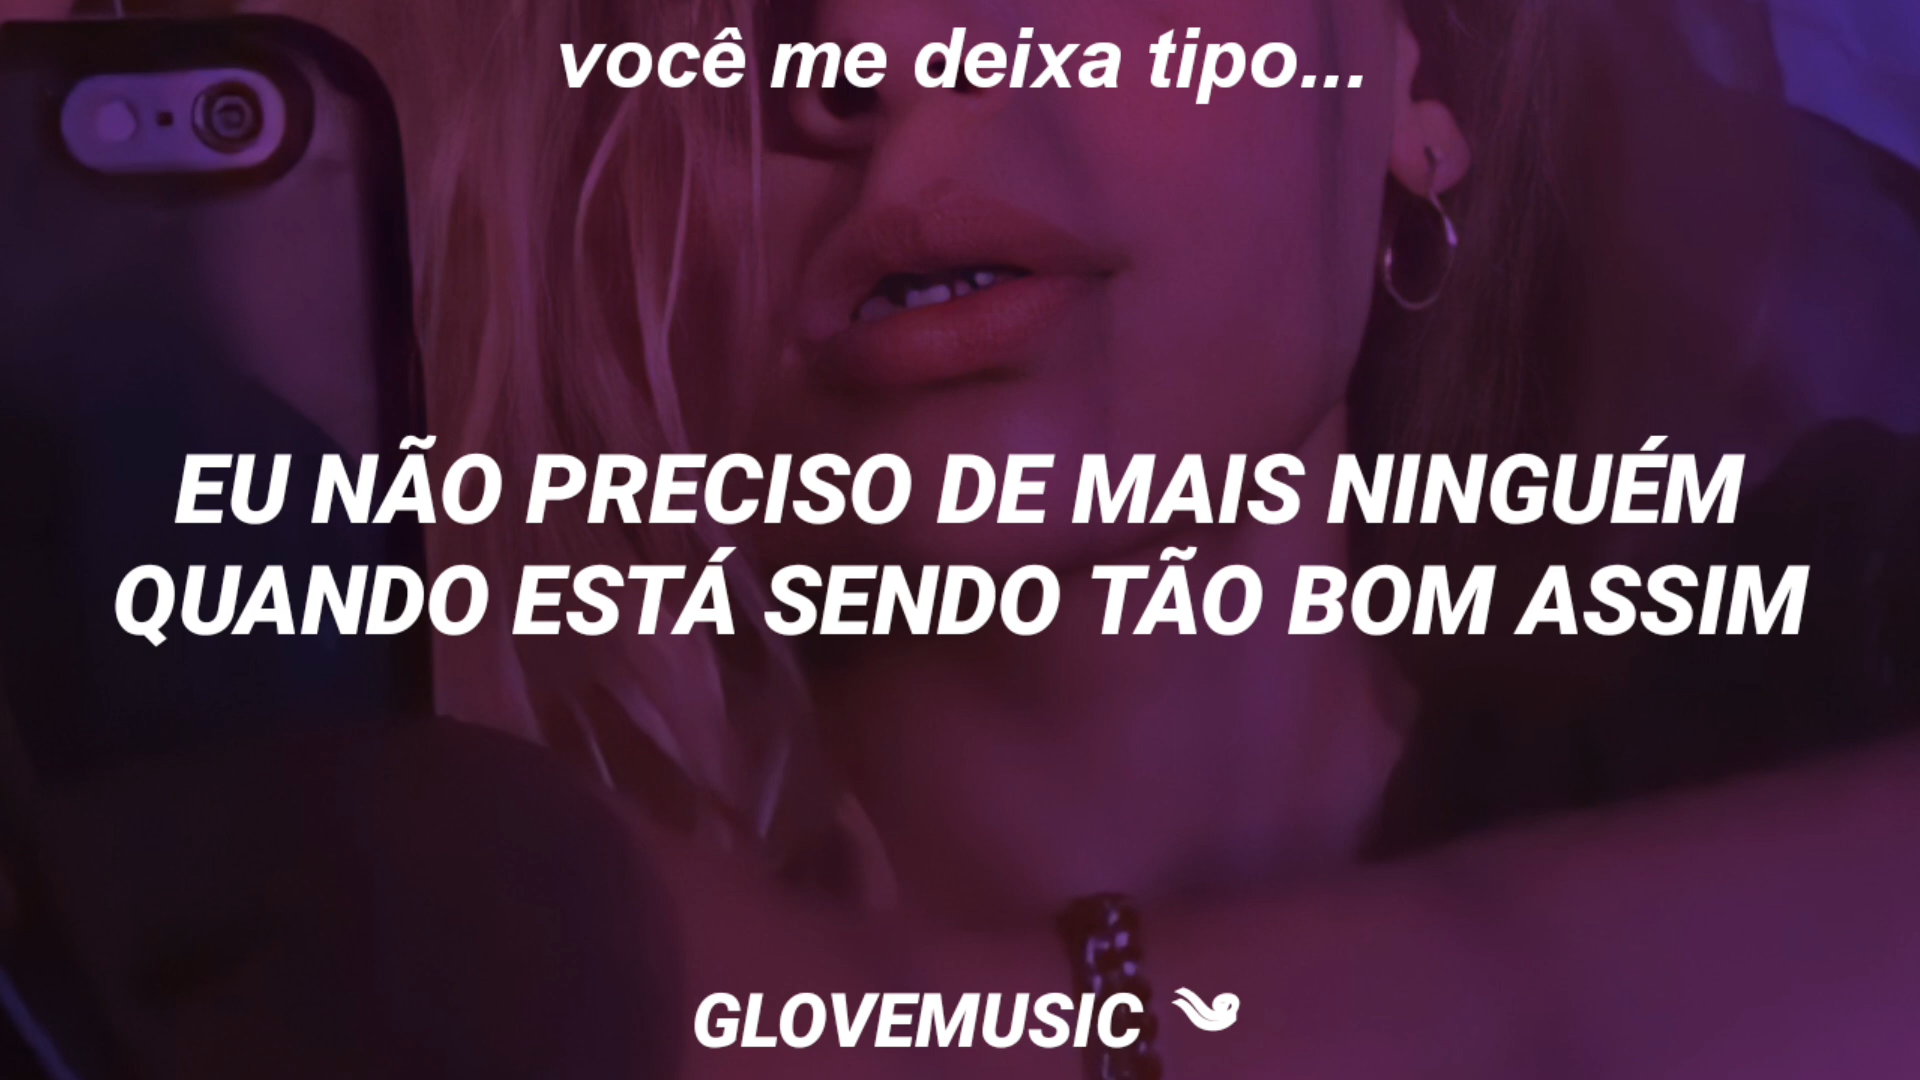 você me deixa tipo...
EU NÃO PRECISO DE MAIS NINGUÉM
QUANDO ESTÁ SENDO TÃO BOM ASSIM
GLOVEMUSIC